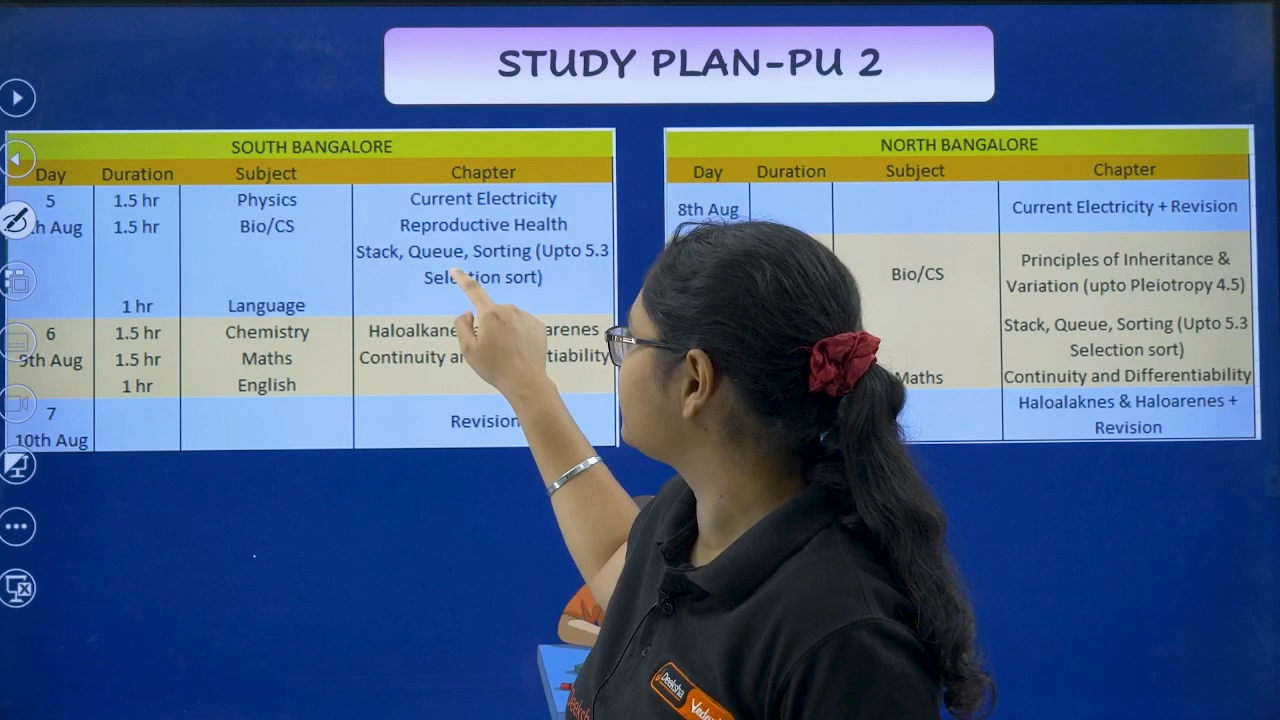 STUDY PLAN-PU 2
SOUTH BANGALORE
Day Duration Subject Chapter
5 1.5 hr Physics Current Electricity
Aug 1.5 hr Bio/CS Reproductive Health
Stack, Queue, Sorting (Upto 5.3
Selection sort)
1 hr Language
6 1.5 hr Chemistry
9th Aug 1.5 hr Maths Continuity
1 hr English
7
Revision
10th Aug
NORTH BANGALORE
Day Duration Subject Chapter
8th Aug Current Electricity + Revision
Bio/CS Principles of Inheritance &
Variation (upto Pleiotropy 4.5)
Stack, Queue, Sorting (Upto 5.3
Selection sort)
Maths Continuity and Differentiability
Haloalaknes & Haloarenes +
Revision
Deeksha